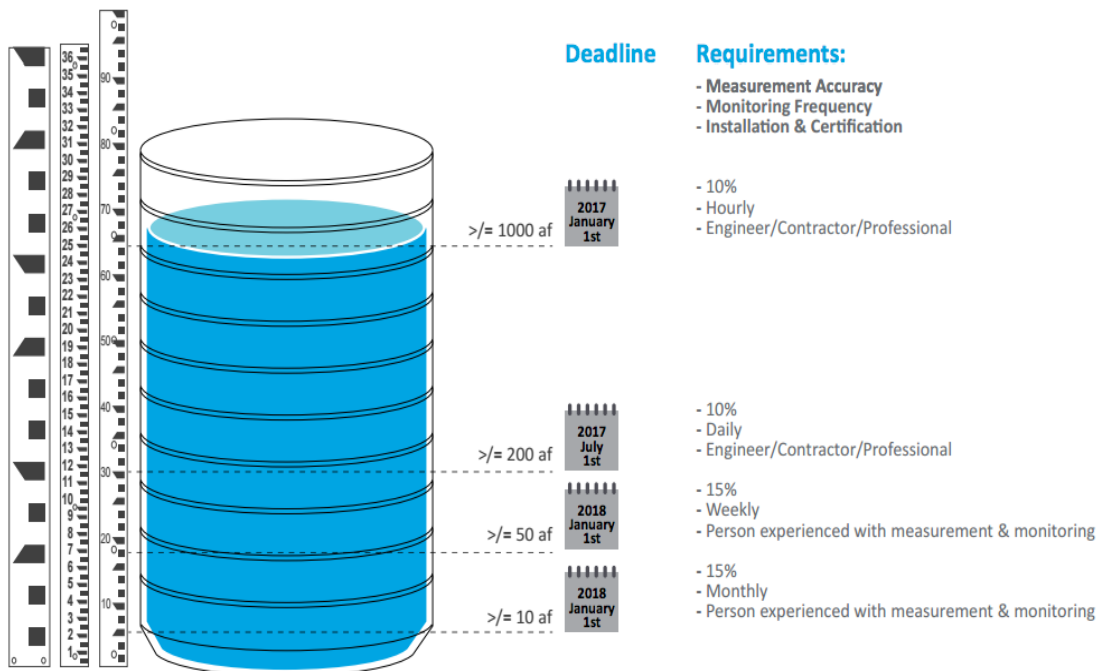 Deadline
Requirements:
- Measurement Accuracy
- Monitoring Frequency
- Installation & Certification
>/= 1000 af
2017
January
1st
- 10%
- Hourly
- Engineer/Contractor/Professional
>/= 200 af
2017
July
1st
- 10%
- Daily
- Engineer/Contractor/Professional
>/= 50 af
2018
January
1st
- 15%
- Weekly
- Person experienced with measurement & monitoring
>/= 10 af
2018
January
1st
- 15%
- Monthly
- Person experienced with measurement & monitoring
36
35
34
33
32
31
30
29
28
27
26
25
24
23
22
21
20
19
18
17
16
15
14
13
12
11
10
9
8
7
6
5
4
3
2
1
90
80
70
60
50
40
30
20
10